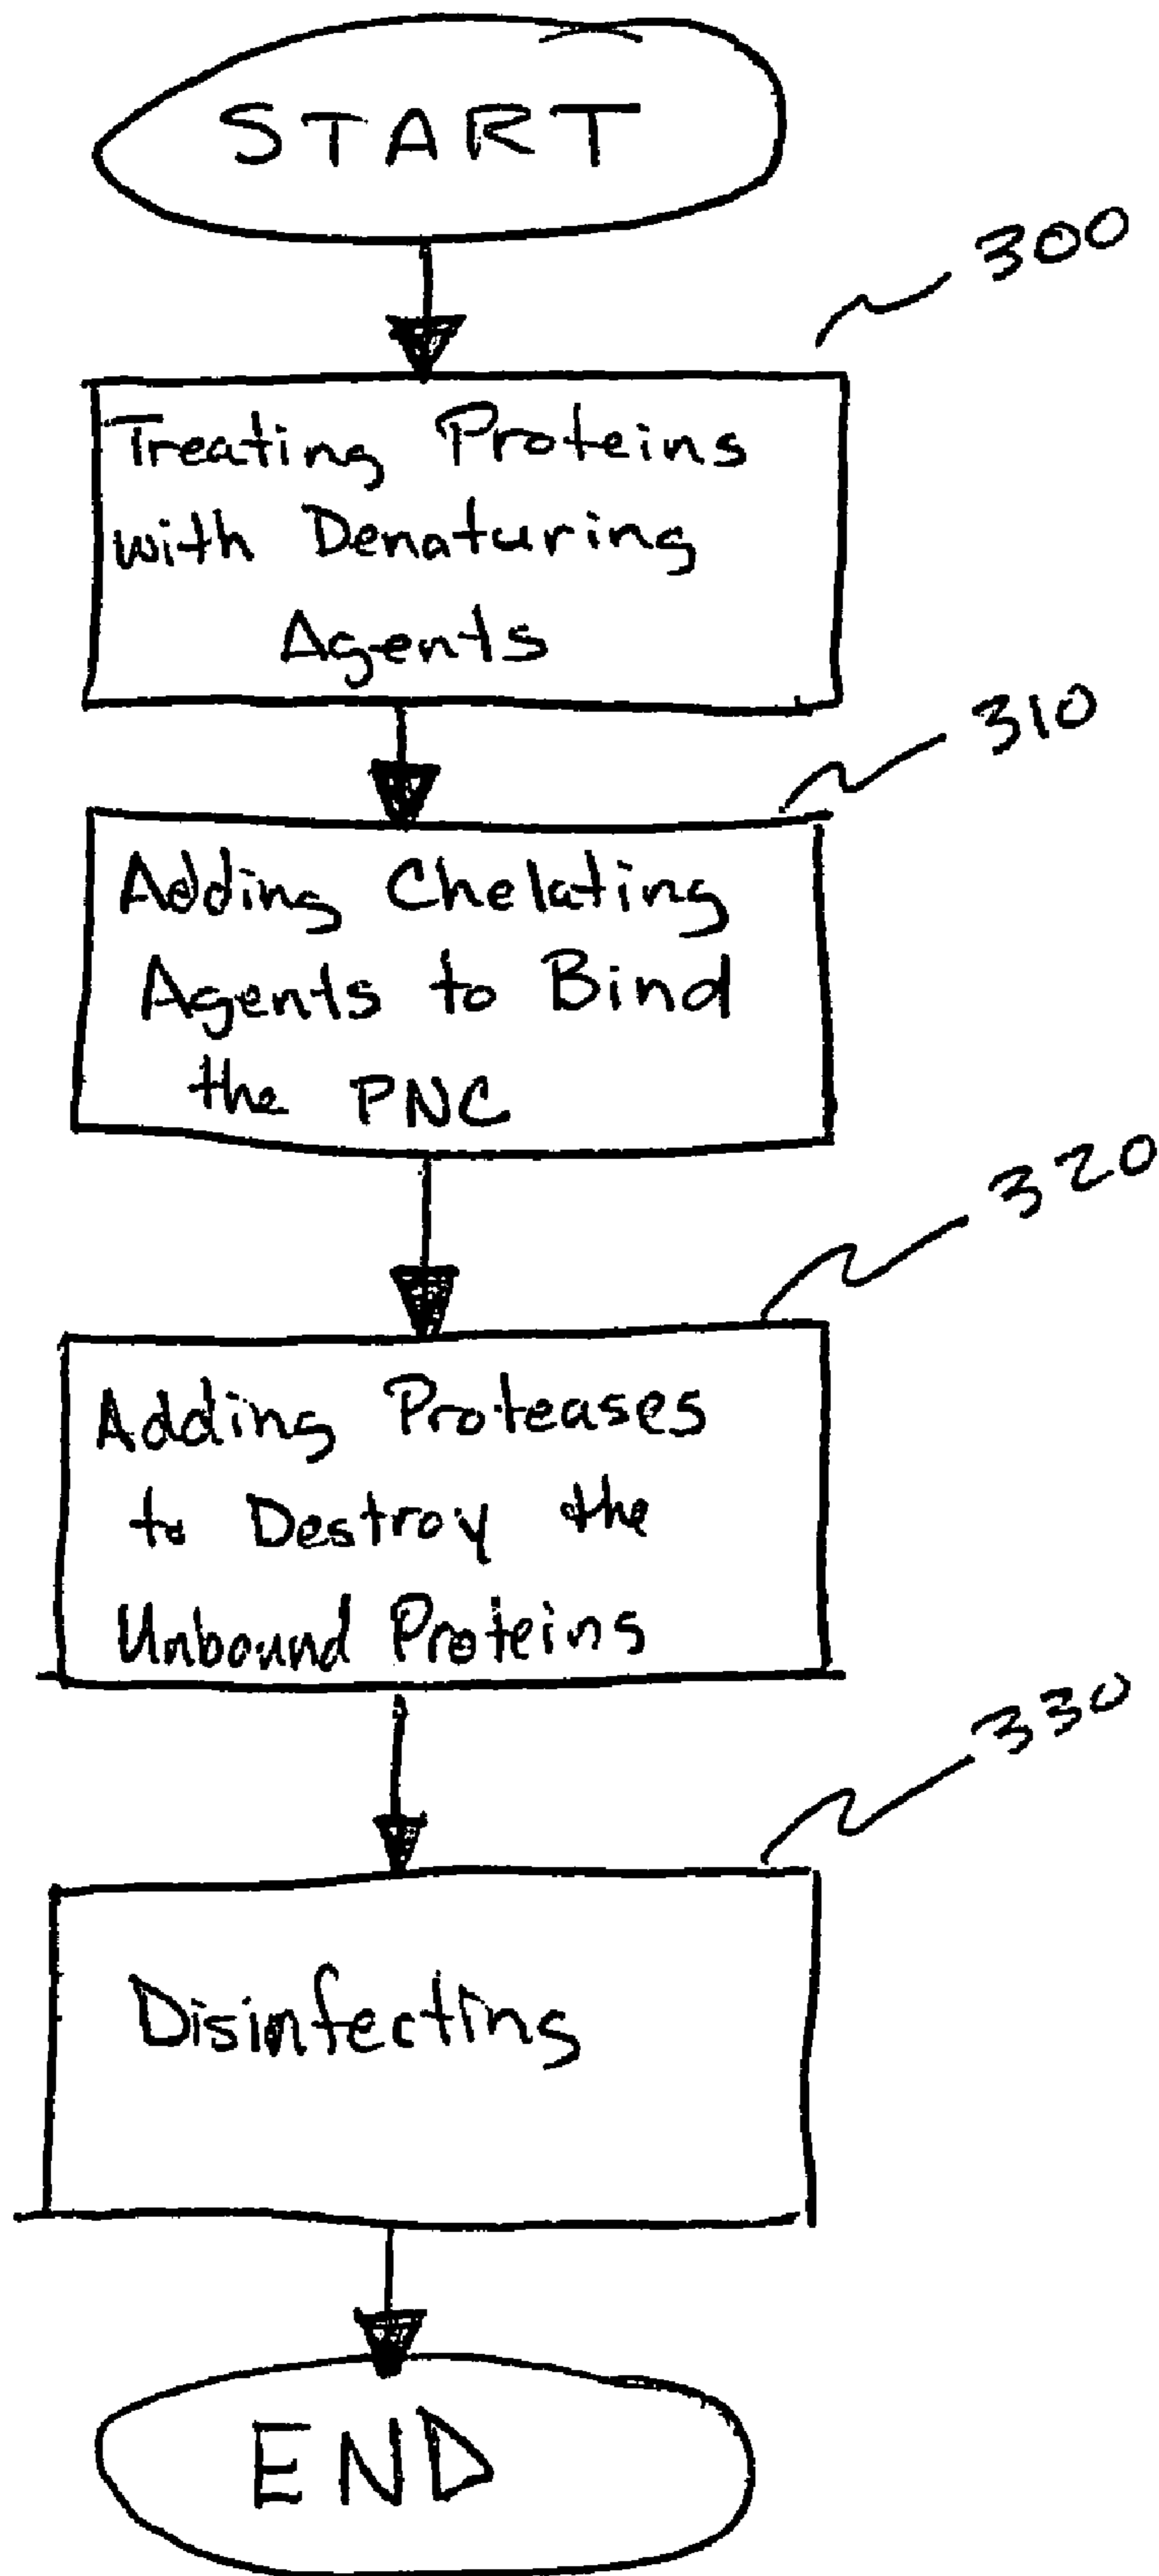 START
300
Treating Proteins
with Denaturing
Agents
310
Adding Chelating
Agents to Bind
the PNC
320
Adding Proteases
to Destroy the
Unbound Proteins
330
Disinfecting
END